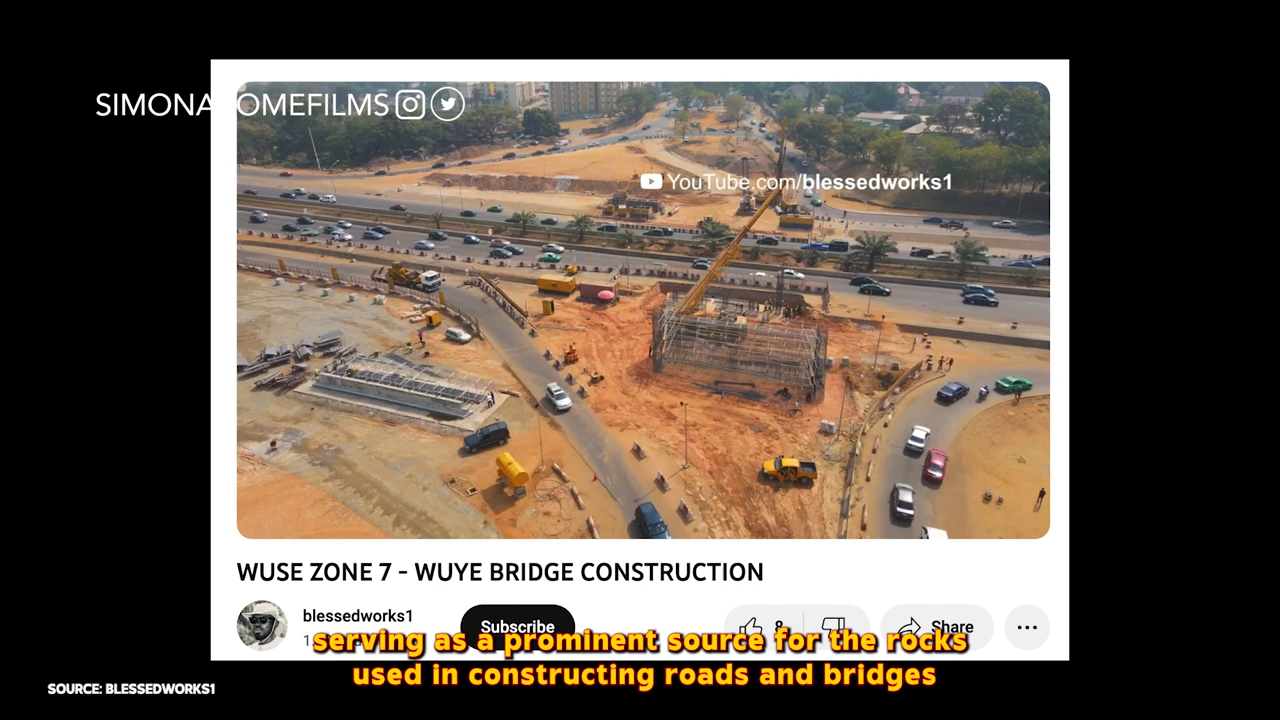 SIMONA OMEFILMS
YouTube.com/blessedworks1
WUSE ZONE 7 - WUYE BRIDGE CONSTRUCTION
blessedworks1
Subscribe
8
Share
serving as a prominent source for the rocks
used in constructing roads and bridges
SOURCE: BLESSEDWORKS1